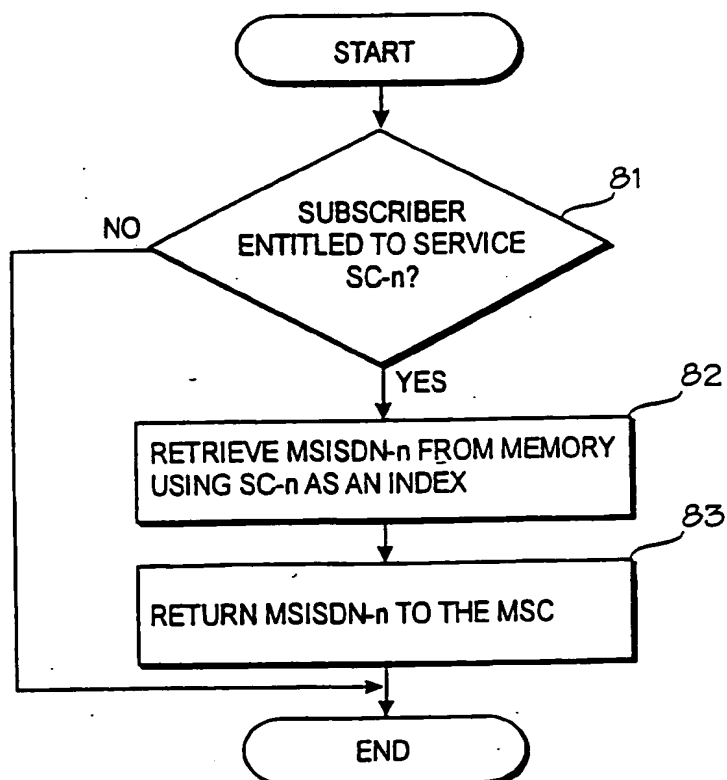 START
81
NO
SUBSCRIBER
ENTITLED TO SERVICE
SC-n?
YES
82
RETRIEVE MSISDN-n FROM MEMORY
USING SC-n AS AN INDEX
83
RETURN MSISDN-n TO THE MSC
END